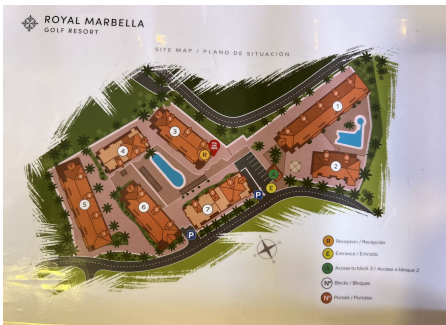 ROYAL MARBELLA
GOLF RESORT
SITE MAP / PLANO DE SITUACIÓN
1
2
3
4
5
6
7
R
E
P
P
R Reception / Recepción
E Entrance / Entrada
A Access to block 2 / Acceso a bloque 2
Nº Blocks / Bloques
Nº Portals / Portales